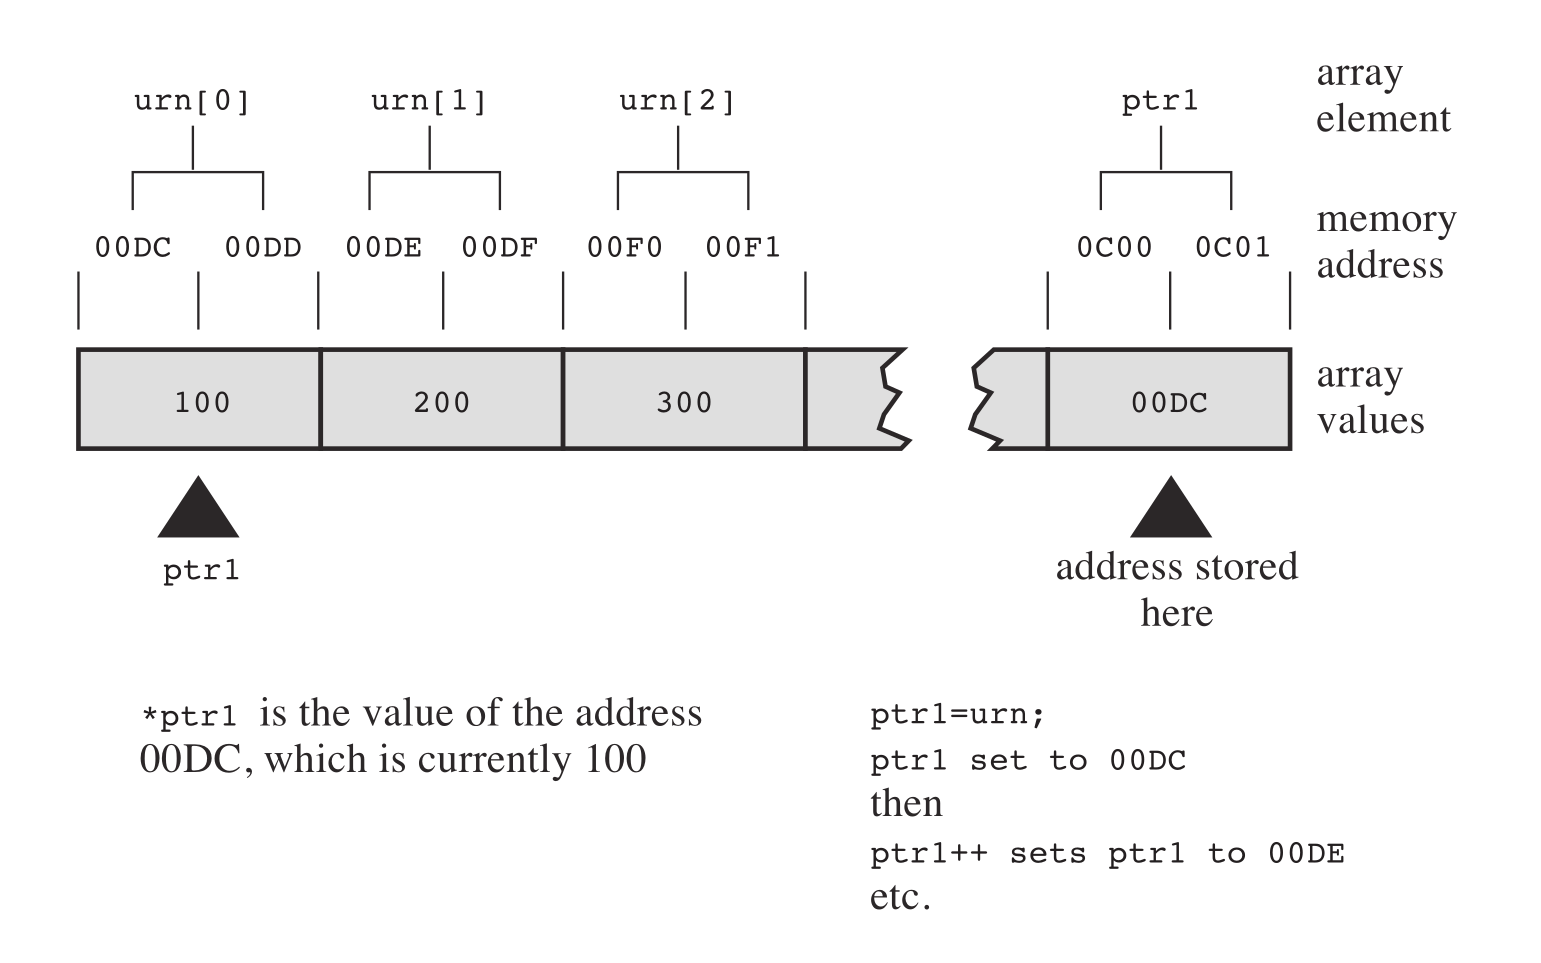 urn[0] urn[1] urn[2] ptr1
array
element
00DC 00DD 00DE 00DF 00F0 00F1 0C00 0C01
memory
address
100 200 300 00DC
array
values
ptr1
address stored
here
*ptr1 is the value of the address
00DC, which is currently 100
ptr1=urn;
ptr1 set to 00DC
then
ptr1++ sets ptr1 to 00DE
etc.